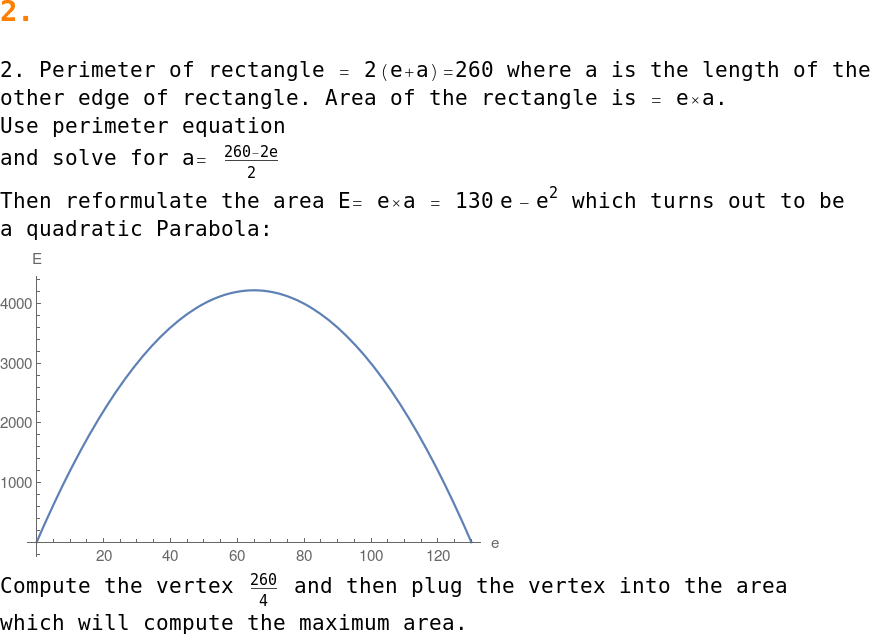 2.
2. Perimeter of rectangle = 2(e+a)=260 where a is the length of the
other edge of rectangle. Area of the rectangle is = e×a.
Use perimeter equation
and solve for a= \frac{260-2e}{2}
Then reformulate the area E= e×a = 130 e - e^2 which turns out to be
a quadratic Parabola:
E
4000
3000
2000
1000
20 40 60 80 100 120 e
Compute the vertex \frac{260}{4} and then plug the vertex into the area
which will compute the maximum area.